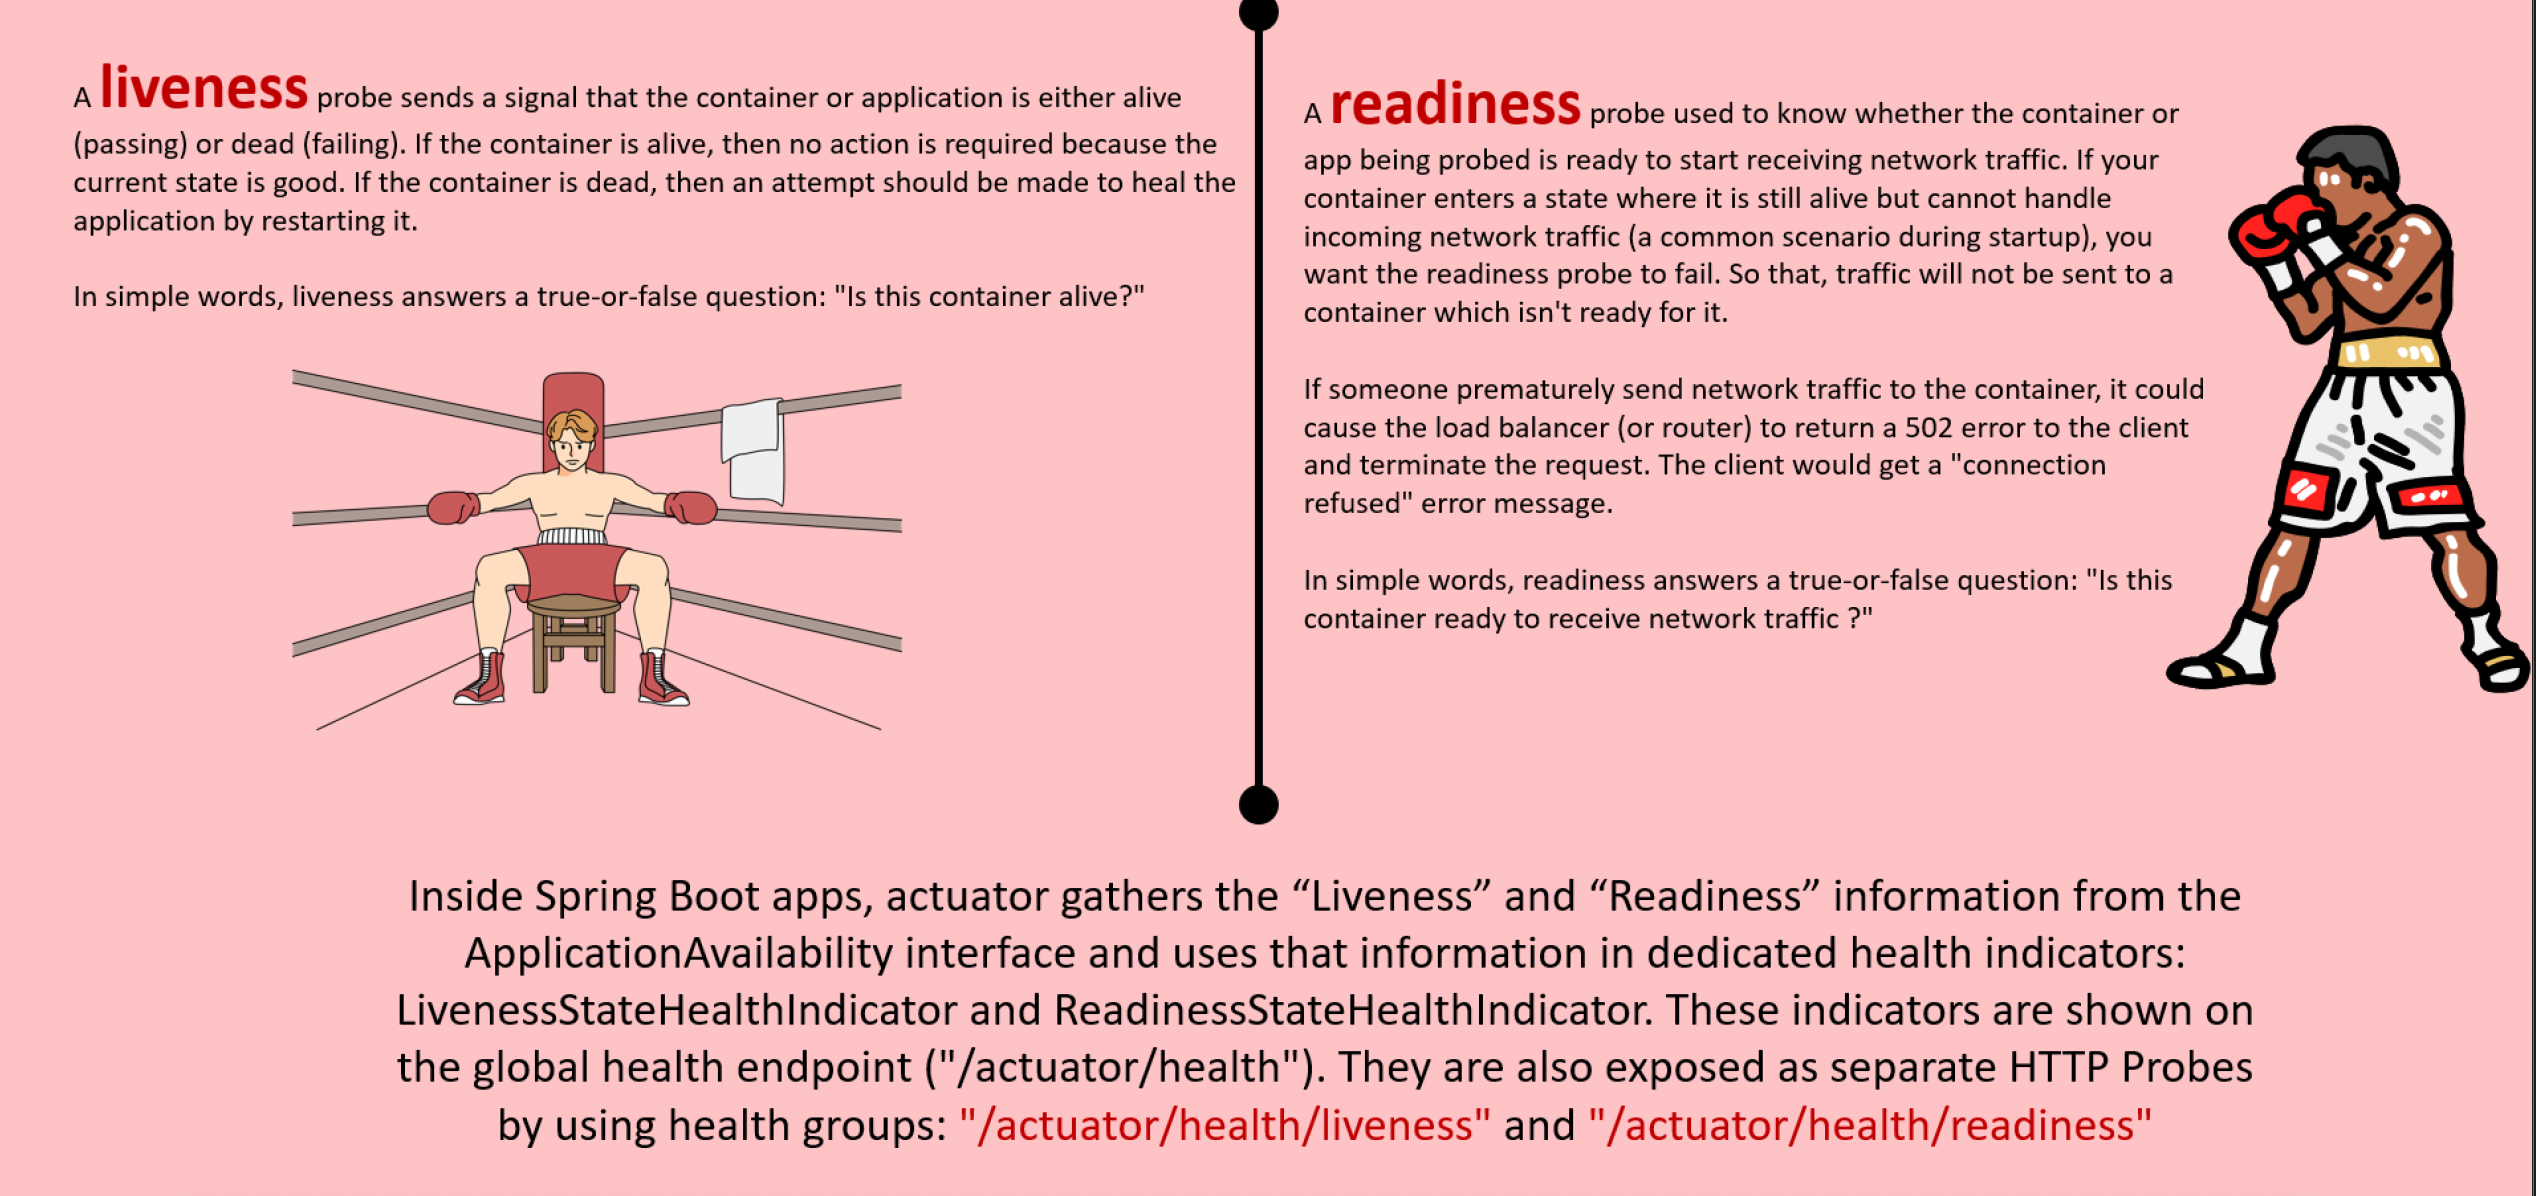 A liveness probe sends a signal that the container or application is either alive
(passing) or dead (failing). If the container is alive, then no action is required because the
current state is good. If the container is dead, then an attempt should be made to heal the
application by restarting it.
In simple words, liveness answers a true-or-false question: "Is this container alive?"
A readiness probe used to know whether the container or
app being probed is ready to start receiving network traffic. If your
container enters a state where it is still alive but cannot handle
incoming network traffic (a common scenario during startup), you
want the readiness probe to fail. So that, traffic will not be sent to a
container which isn't ready for it.
If someone prematurely send network traffic to the container, it could
cause the load balancer (or router) to return a 502 error to the client
and terminate the request. The client would get a "connection
refused" error message.
In simple words, readiness answers a true-or-false question: "Is this
container ready to receive network traffic ?"
Inside Spring Boot apps, actuator gathers the “Liveness” and “Readiness” information from the
ApplicationAvailability interface and uses that information in dedicated health indicators:
LivenessStateHealthIndicator and ReadinessStateHealthIndicator. These indicators are shown on
the global health endpoint ("/actuator/health"). They are also exposed as separate HTTP Probes
by using health groups: "/actuator/health/liveness" and "/actuator/health/readiness"